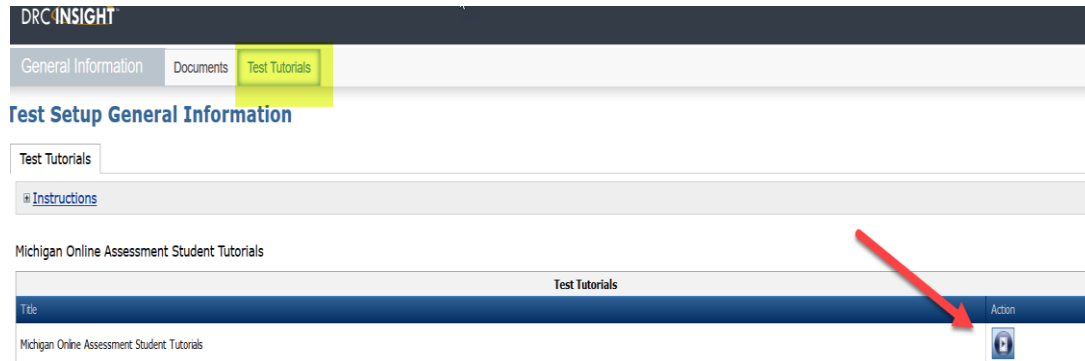 DRC INSIGHT
General Information Documents Test Tutorials
Test Setup General Information
Test Tutorials
Instructions
Michigan Online Assessment Student Tutorials
Test Tutorials
Title Action
Michigan Online Assessment Student Tutorials